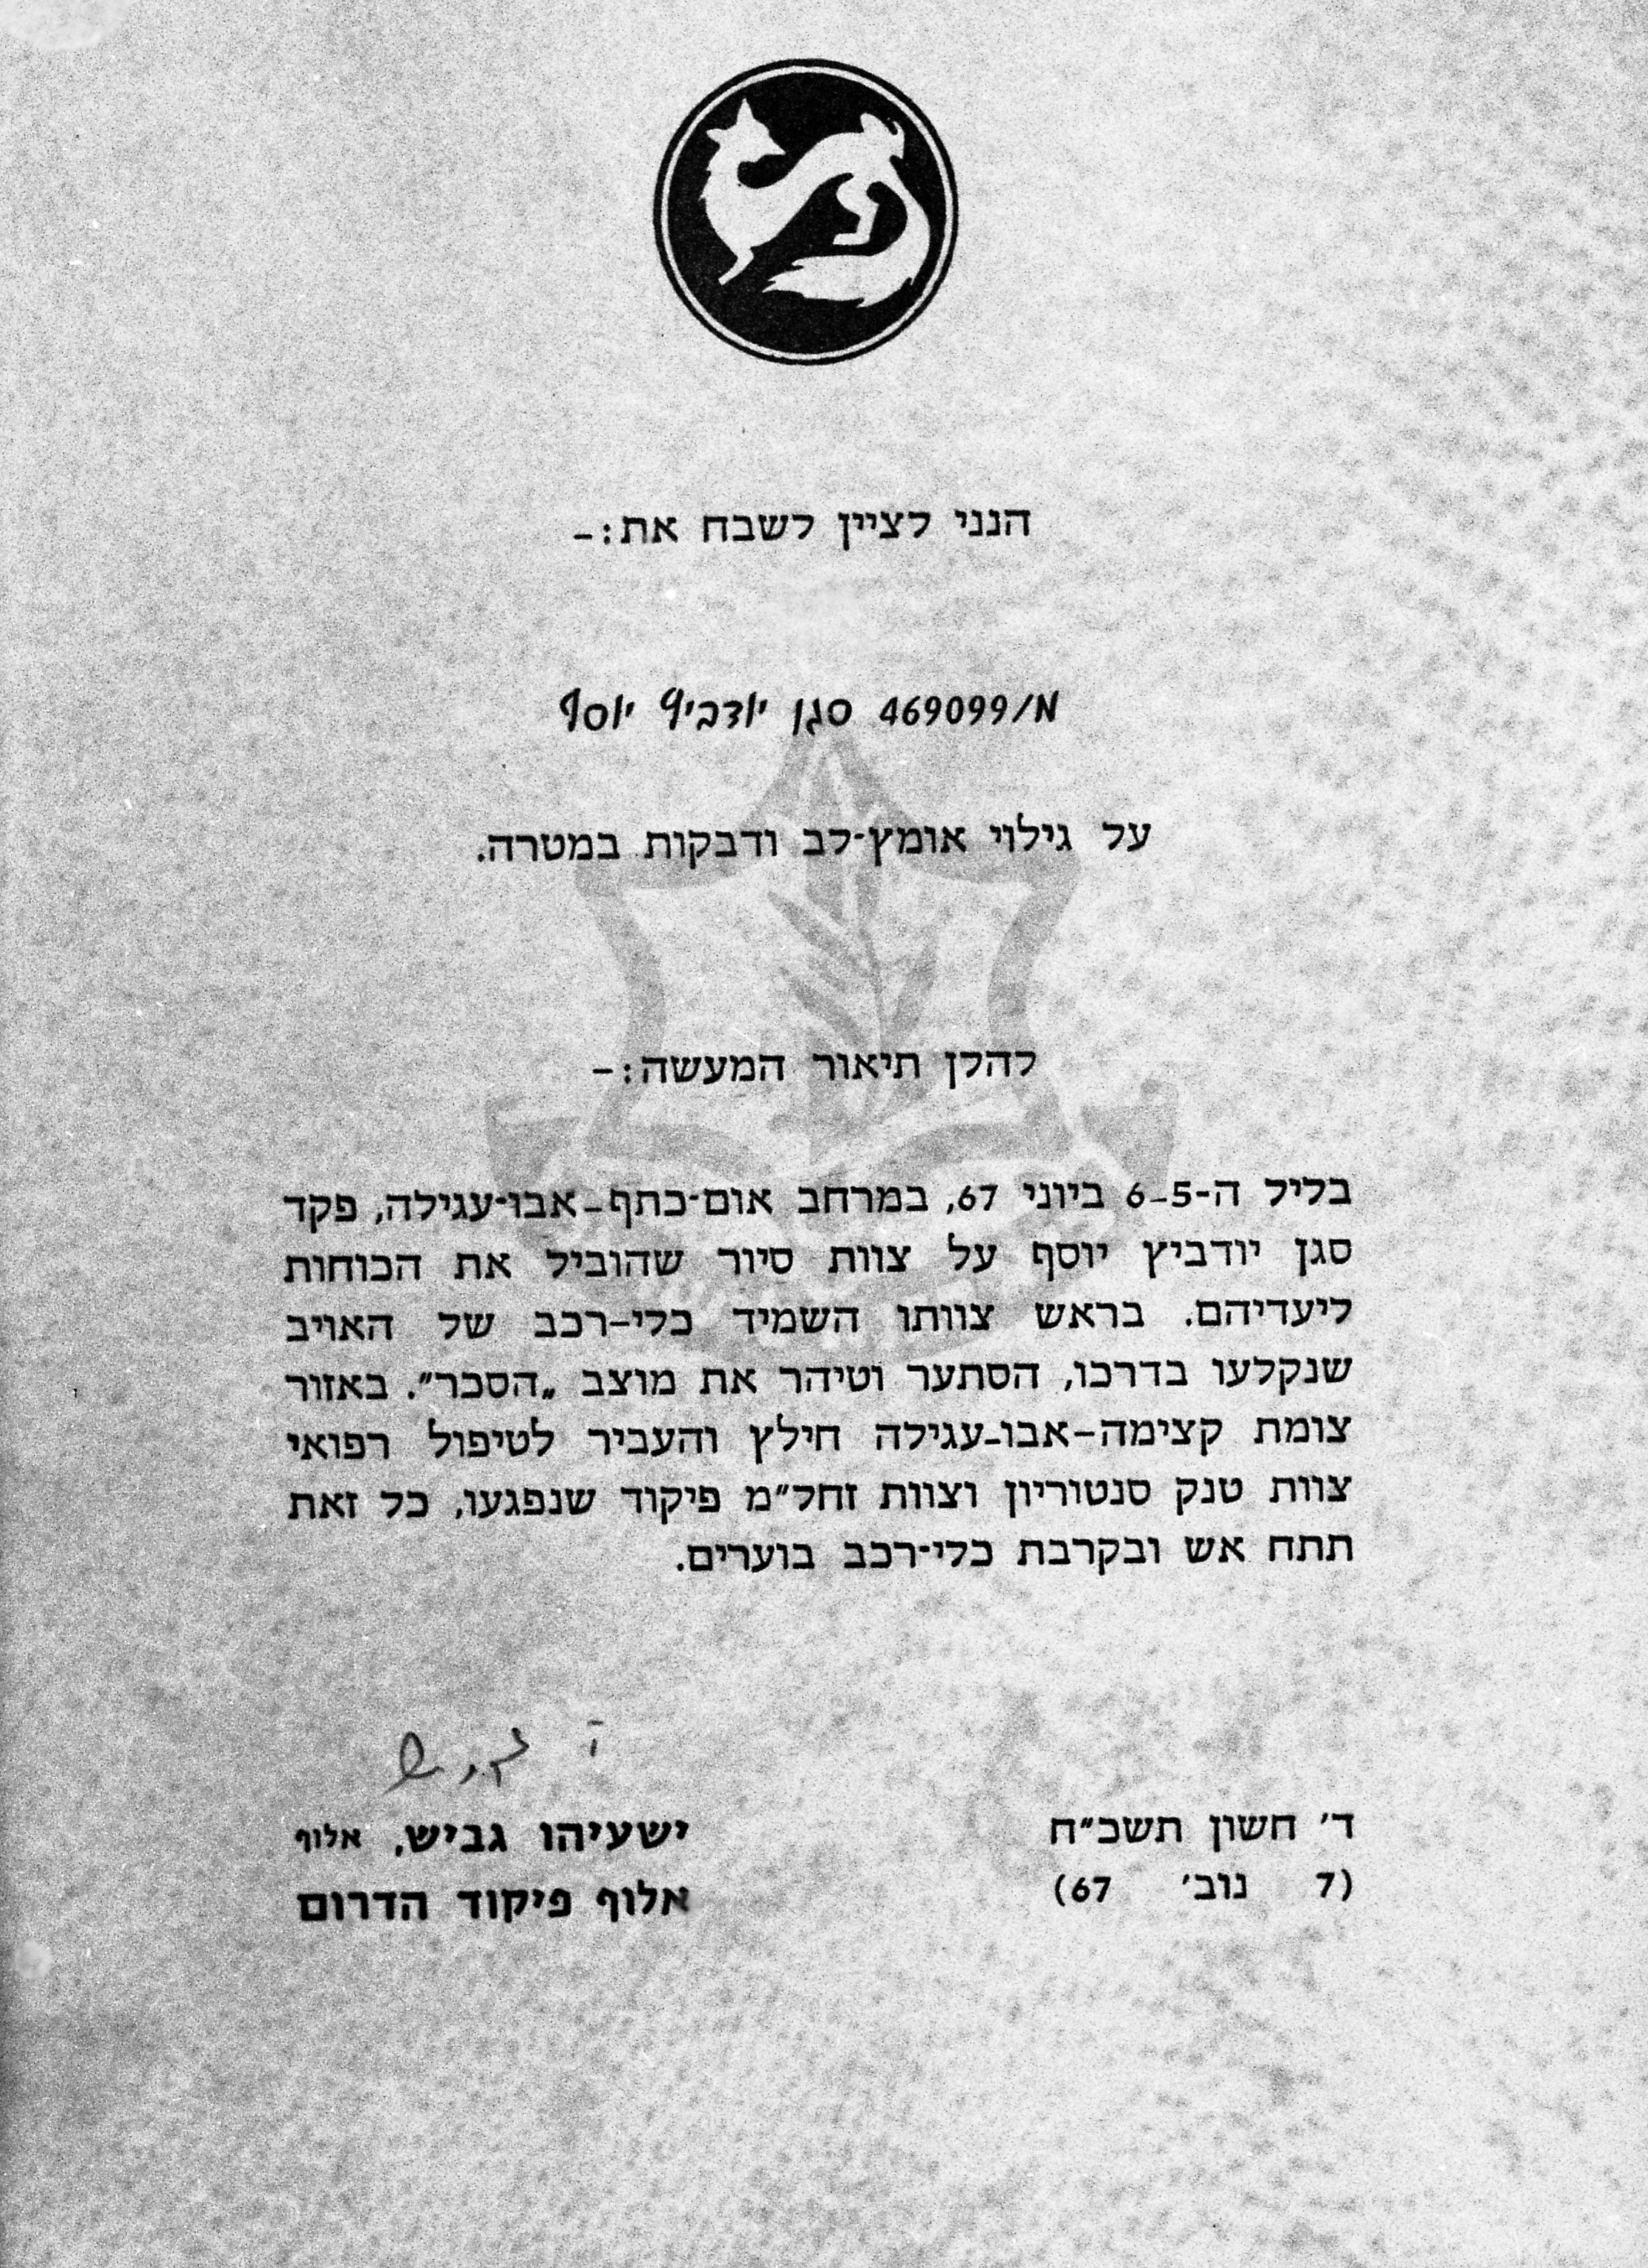 הנני לציין לשבח את:–
מ/469099 סגן יודביץ יוסף
על גילוי אומץ-לב ודבקות במטרה.
להלן תיאור המעשה:–
בליל ה-6–5 ביוני 67, במרחב אום-כתף–אבו-עגילה, פקד
סגן יודביץ יוסף על צוות סיור שהוביל את הכוחות
ליעדיהם. בראש צוותו השמיד כלי–רכב של האויב
שנקלעו בדרכו, הסתער וטיהר את מוצב „הסכר״. באזור
צומת קצימה–אבו–עגילה חילץ והעביר לטיפול רפואי
צוות טנק סנטוריון וצוות זחל״מ פיקוד שנפגעו, כל זאת
תחת אש ובקרבת כלי-רכב בוערים.
ישעיהו גביש, אלוף
אלוף פיקוד הדרום
ד׳ חשון תשכ״ח
(7 נוב׳ 67)